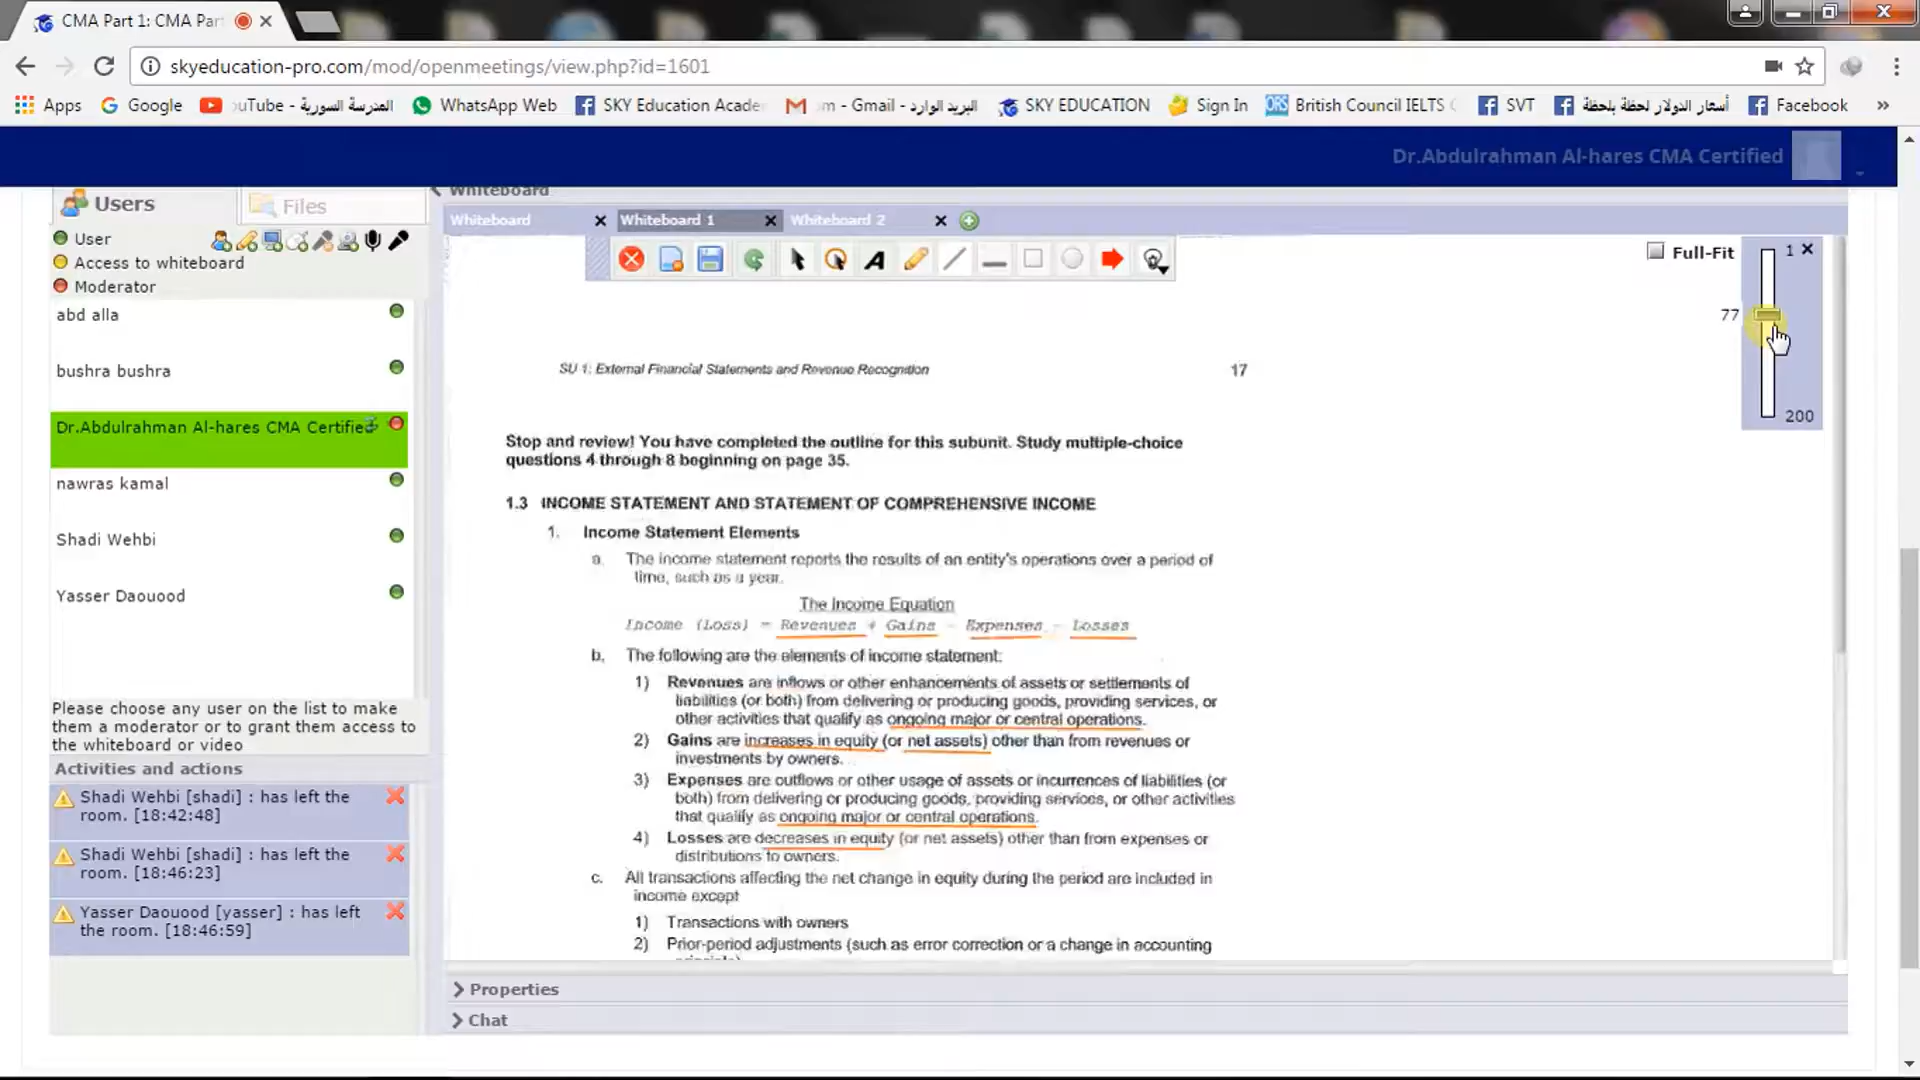 CMA Part 1: CMA Par
skyeducation-pro.com/mod/openmeetings/view.php?id=1601
Apps
Google
ouTube - المدرسة السورية
WhatsApp Web
SKY Education Acade
om - Gmail - البريد الوارد
SKY EDUCATION
Sign In
ORS
British Council IELTS
SVT
أسعار الدولار لحظة بلحظة
Facebook
»
Dr.Abdulrahman Al-hares CMA Certified
Users
Files
User
Access to whiteboard
Moderator
abd alla
bushra bushra
Dr.Abdulrahman Al-hares CMA Certified
nawras kamal
Shadi Wehbi
Yasser Daouood
Please choose any user on the list to make
them a moderator or to grant them access to
the whiteboard or video
Activities and actions
Shadi Wehbi [shadi] : has left the
room. [18:42:48]
Shadi Wehbi [shadi] : has left the
room. [18:46:23]
Yasser Daouood [yasser] : has left
the room. [18:46:59]
Whiteboard
Whiteboard
Whiteboard 1
Whiteboard 2
Full-Fit
1
77
200
SU 1: External Financial Statements and Revenue Recognition 17
Stop and review! You have completed the outline for this subunit. Study multiple-choice
questions 4 through 8 beginning on page 35.
1.3 INCOME STATEMENT AND STATEMENT OF COMPREHENSIVE INCOME
1. Income Statement Elements
a. The income statement reports the results of an entity's operations over a period of
time, such as a year.
The Income Equation
Income (Loss) = Revenues + Gains - Expenses - Losses
b. The following are the elements of income statement:
1) Revenues are inflows or other enhancements of assets or settlements of
liabilities (or both) from delivering or producing goods, providing services, or
other activities that qualify as ongoing major or central operations.
2) Gains are increases in equity (or net assets) other than from revenues or
investments by owners.
3) Expenses are outflows or other usage of assets or incurrences of liabilities (or
both) from delivering or producing goods, providing services, or other activities
that qualify as ongoing major or central operations.
4) Losses are decreases in equity (or net assets) other than from expenses or
distributions to owners.
c. All transactions affecting the net change in equity during the period are included in
income except
1) Transactions with owners
2) Prior-period adjustments (such as error correction or a change in accounting
principle)
Properties
Chat